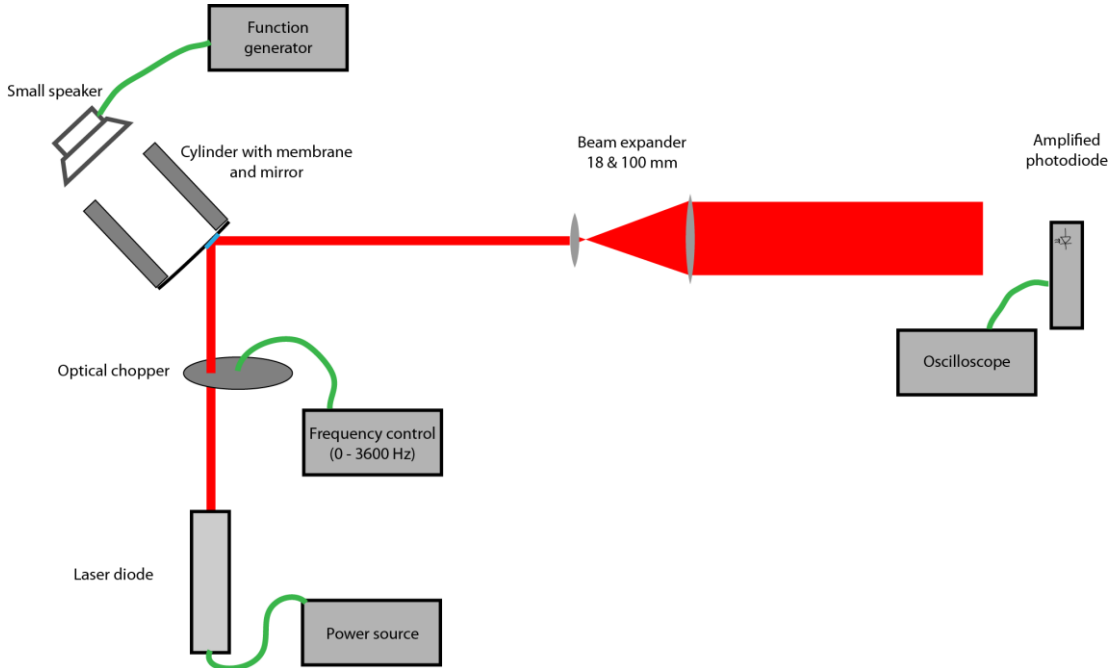 Function
generator
Small speaker
Cylinder with membrane
and mirror
Beam expander
18 & 100 mm
Amplified
photodiode
Optical chopper
Oscilloscope
Frequency control
(0 - 3600 Hz)
Laser diode
Power source